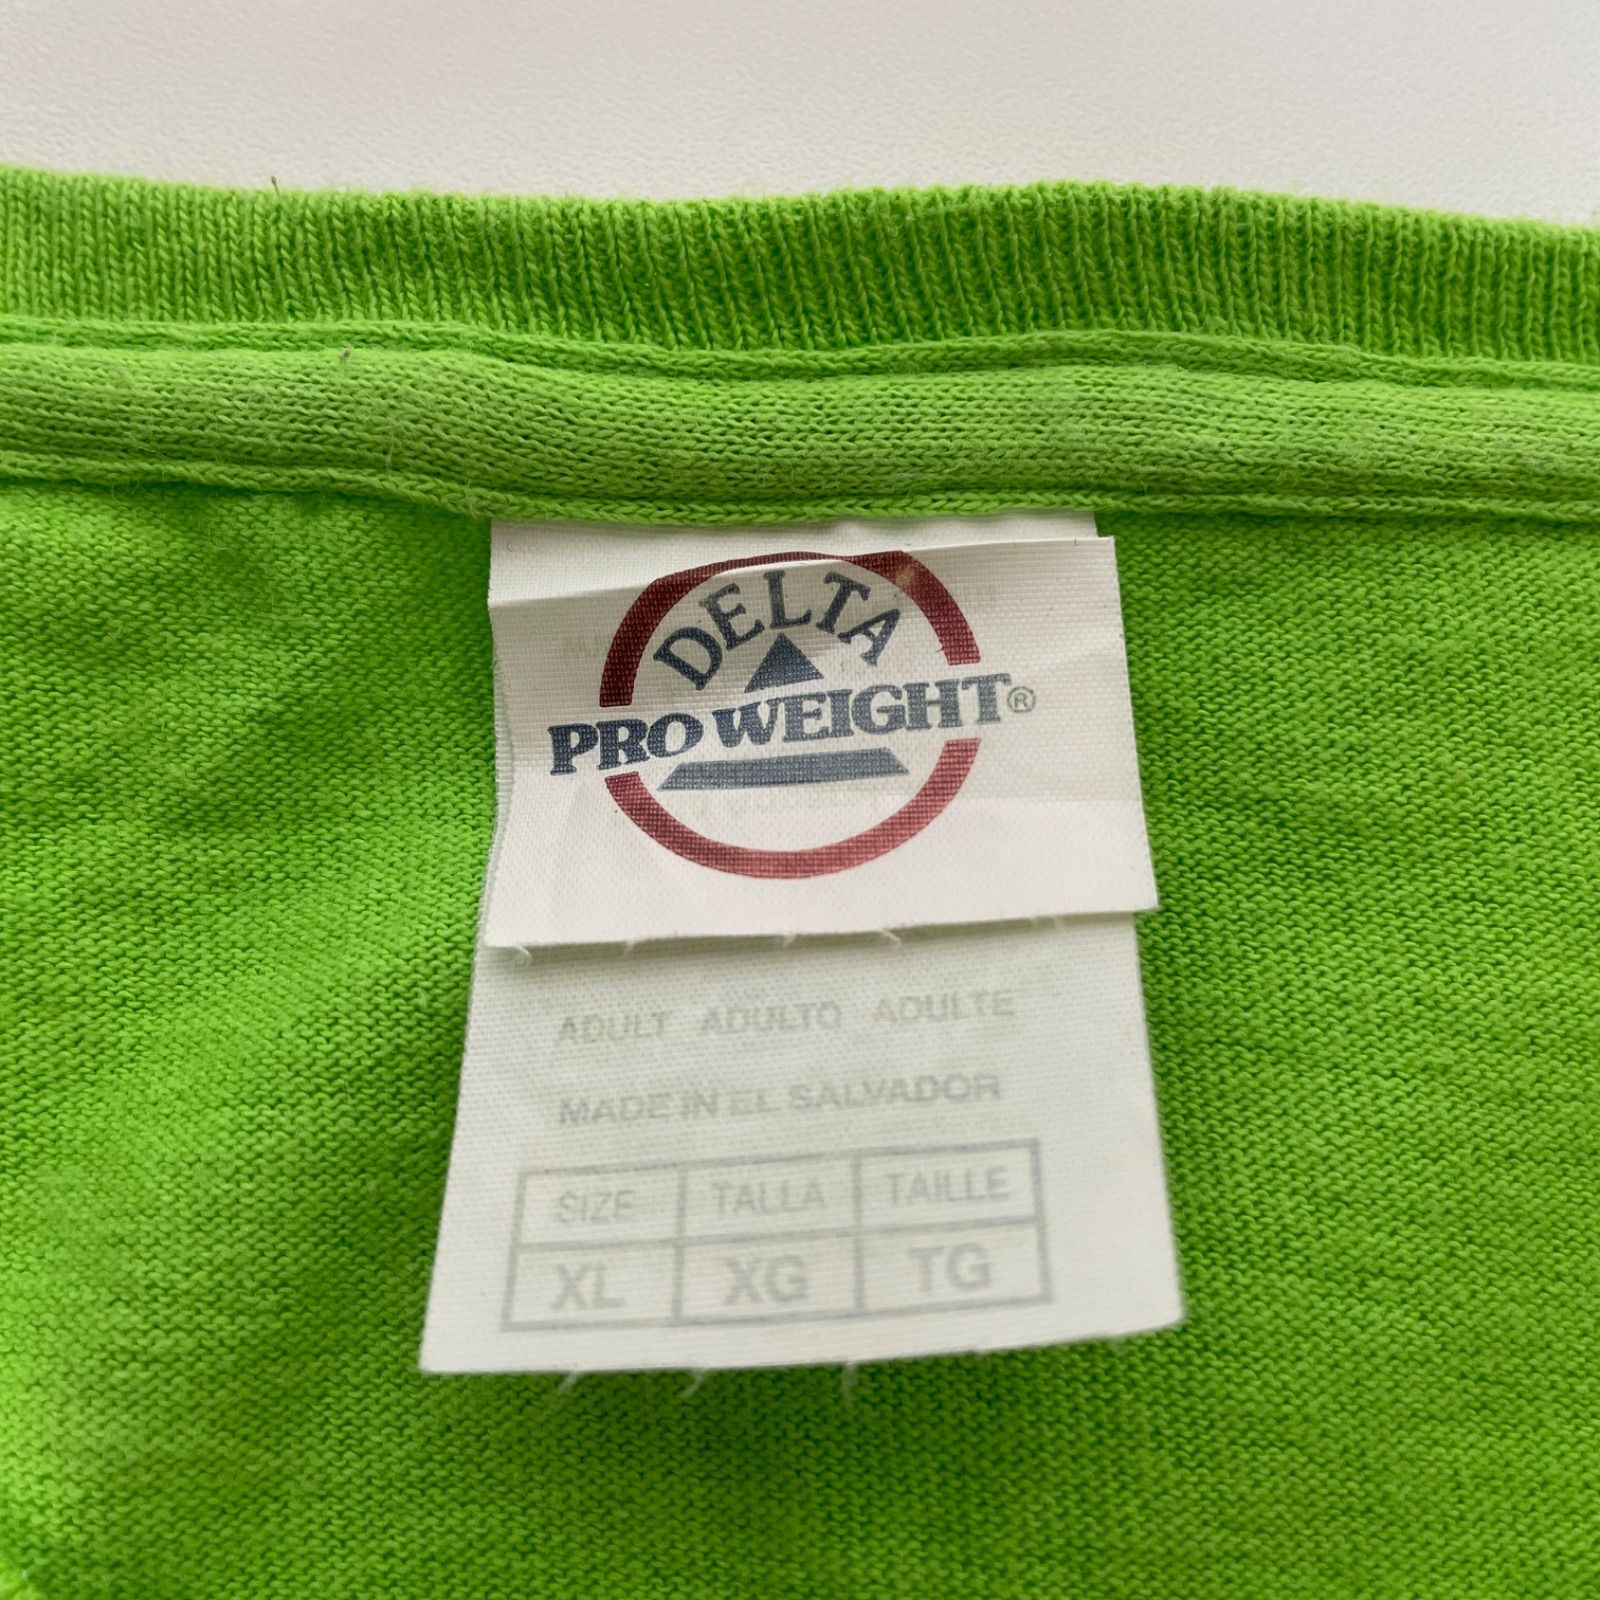 DELTA
PRO WEIGHT®
ADULT ADULTO ADULTE
MADE IN EL SALVADOR
SIZE TALLA TAILLE
XL XG TG